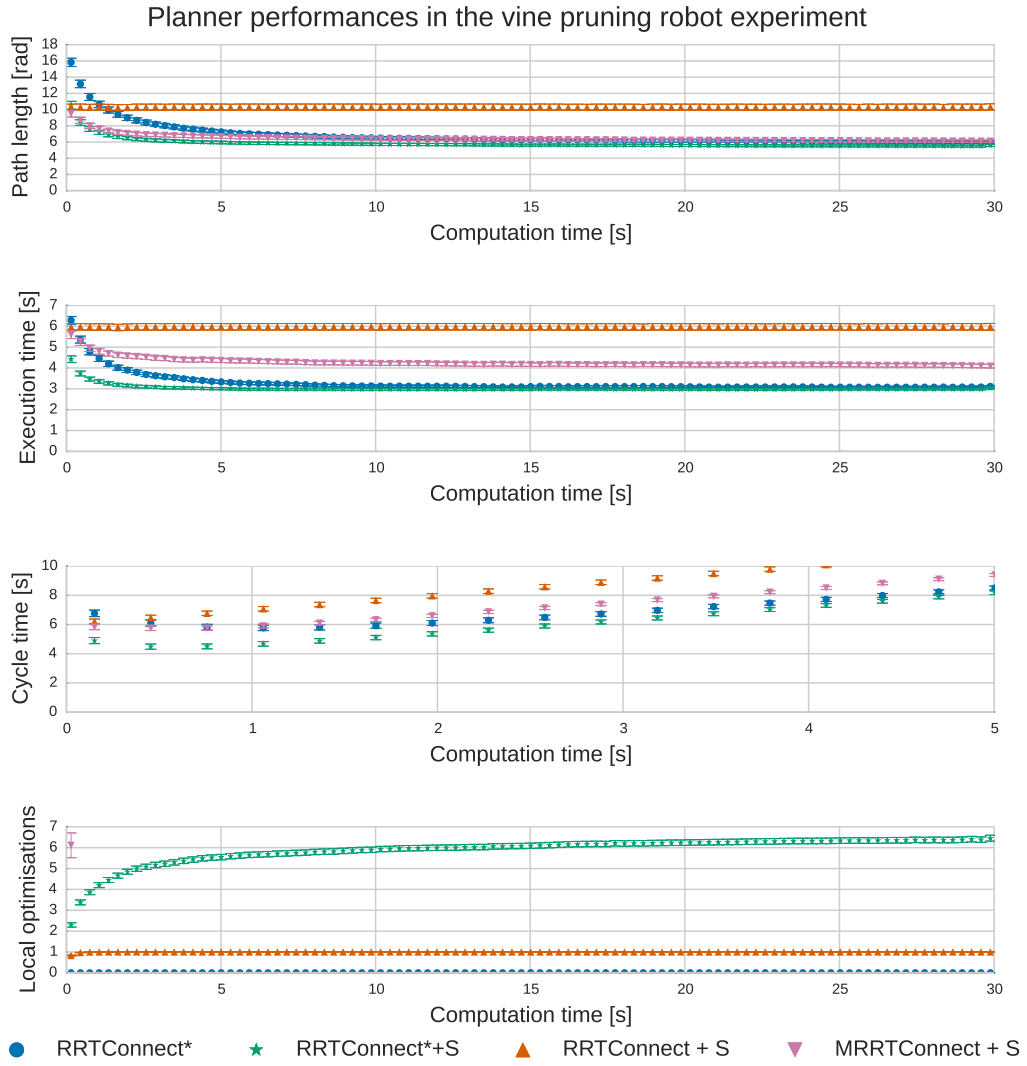 Planner performances in the vine pruning robot experiment
Path length [rad]
18
16
14
12
10
8
6
4
2
0
0 5 10 15 20 25 30
Computation time [s]
Execution time [s]
7
6
5
4
3
2
1
0
0 5 10 15 20 25 30
Computation time [s]
Cycle time [s]
10
8
6
4
2
0
0 1 2 3 4 5
Computation time [s]
Local optimisations
7
6
5
4
3
2
1
0
0 5 10 15 20 25 30
Computation time [s]
RRTConnect* RRTConnect*+S RRTConnect + S MRRTConnect + S